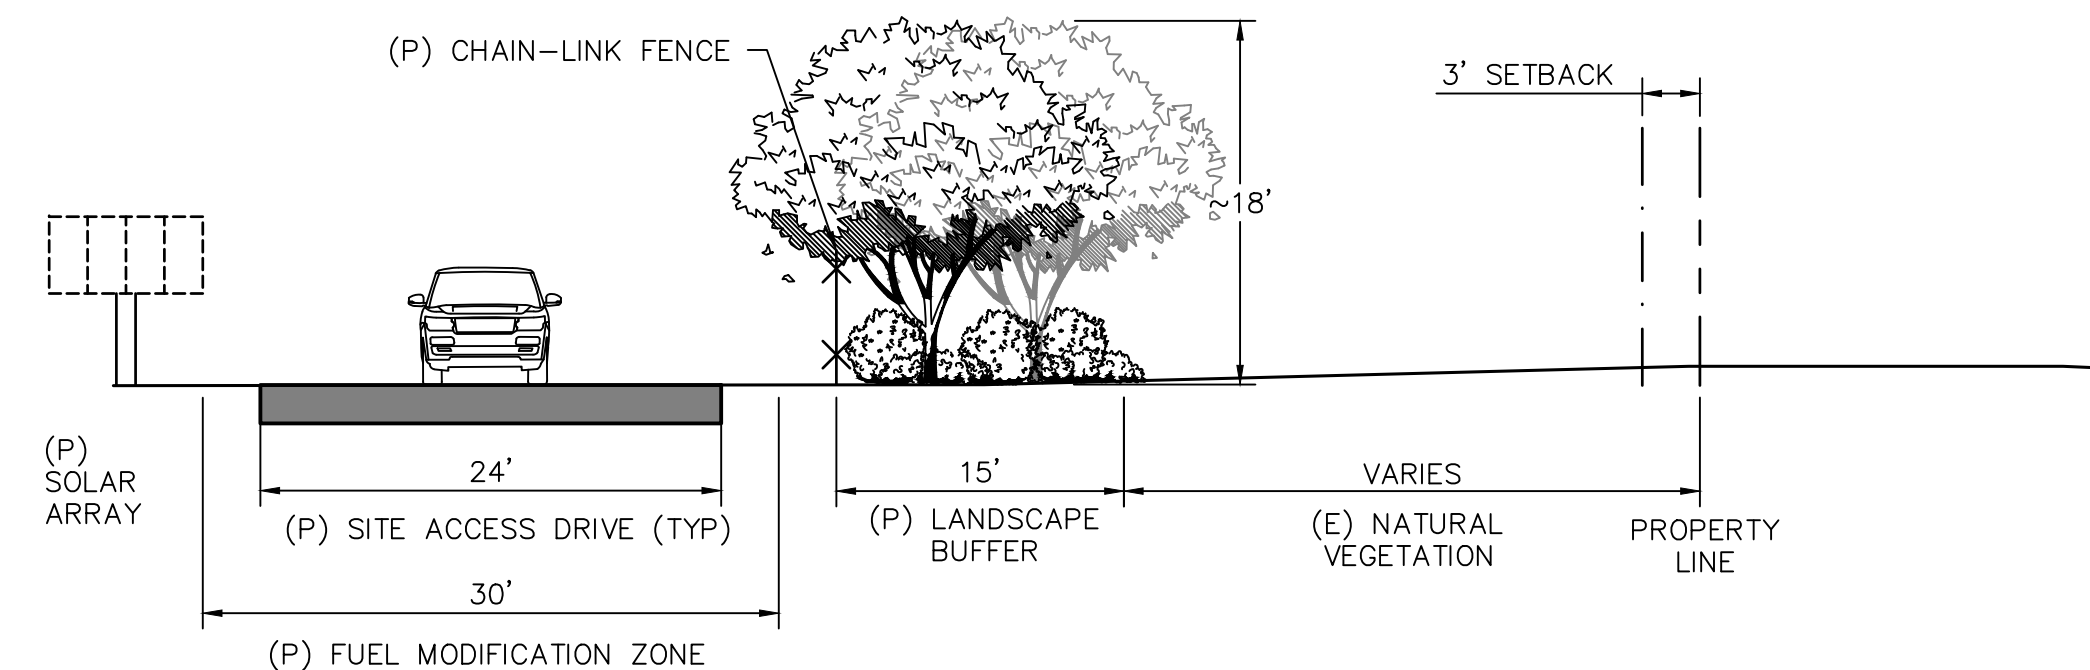 (P) CHAIN-LINK FENCE
3' SETBACK
~18'
(P)
SOLAR
ARRAY
24'
(P) SITE ACCESS DRIVE (TYP)
30'
(P) FUEL MODIFICATION ZONE
15'
(P) LANDSCAPE
BUFFER
VARIES
(E) NATURAL
VEGETATION
PROPERTY
LINE